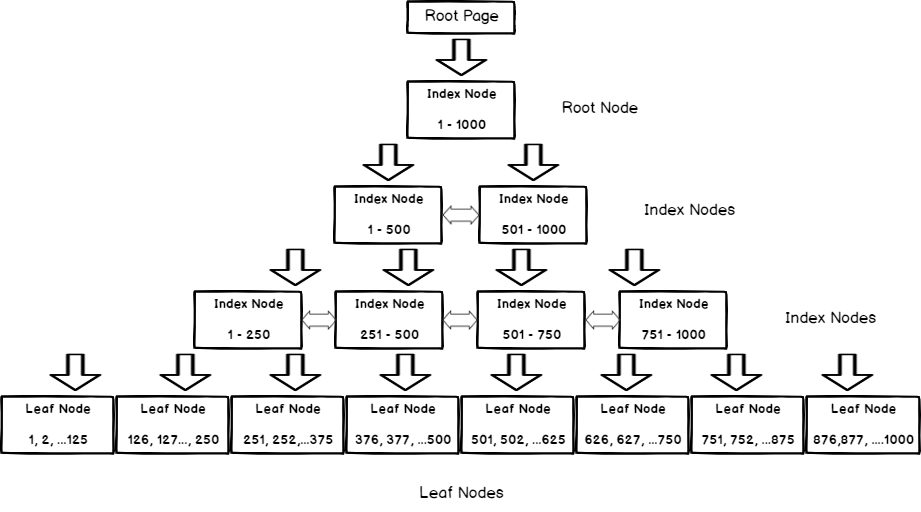 Root Page
Index Node
1 - 1000
Root Node
Index Node
1 - 500
Index Node
501 - 1000
Index Nodes
Index Node
1 - 250
Index Node
251 - 500
Index Node
501 - 750
Index Node
751 - 1000
Index Nodes
Leaf Node
1, 2, ...125
Leaf Node
126, 127..., 250
Leaf Node
251, 252,...375
Leaf Node
376, 377, ...500
Leaf Node
501, 502, ...625
Leaf Node
626, 627, ...750
Leaf Node
751, 752, ...875
Leaf Node
876,877, ....1000
Leaf Nodes